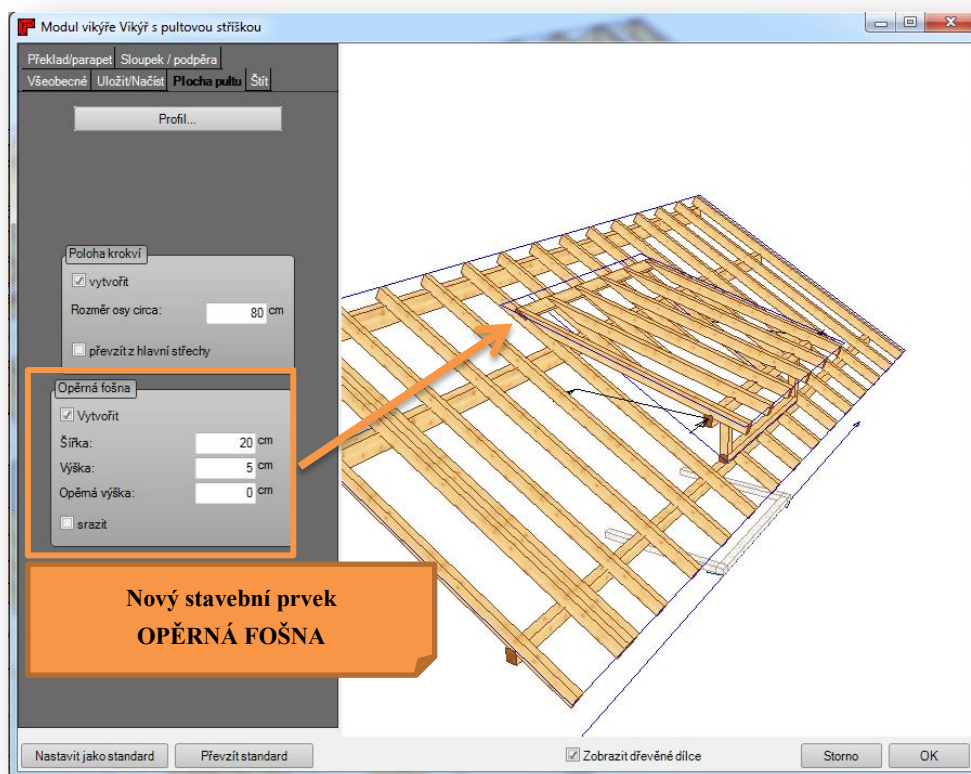 Modul vikýře Vikýř s pultovou stříškou
Překlad/parapet Sloupek / podpěra
Všeobecné Uložit/Načíst Plocha pultu Štít
Profil...
Poloha krokví
vytvořit
Rozměr osy circa: 80 cm
převzít z hlavní střechy
Opěrná fošna
Vytvořit
Šířka: 20 cm
Výška: 5 cm
Opěrná výška: 0 cm
srazit
Nový stavební prvek
OPĚRNÁ FOŠNA
Nastavit jako standard Převzít standard Zobrazit dřevěné dílce Storno OK